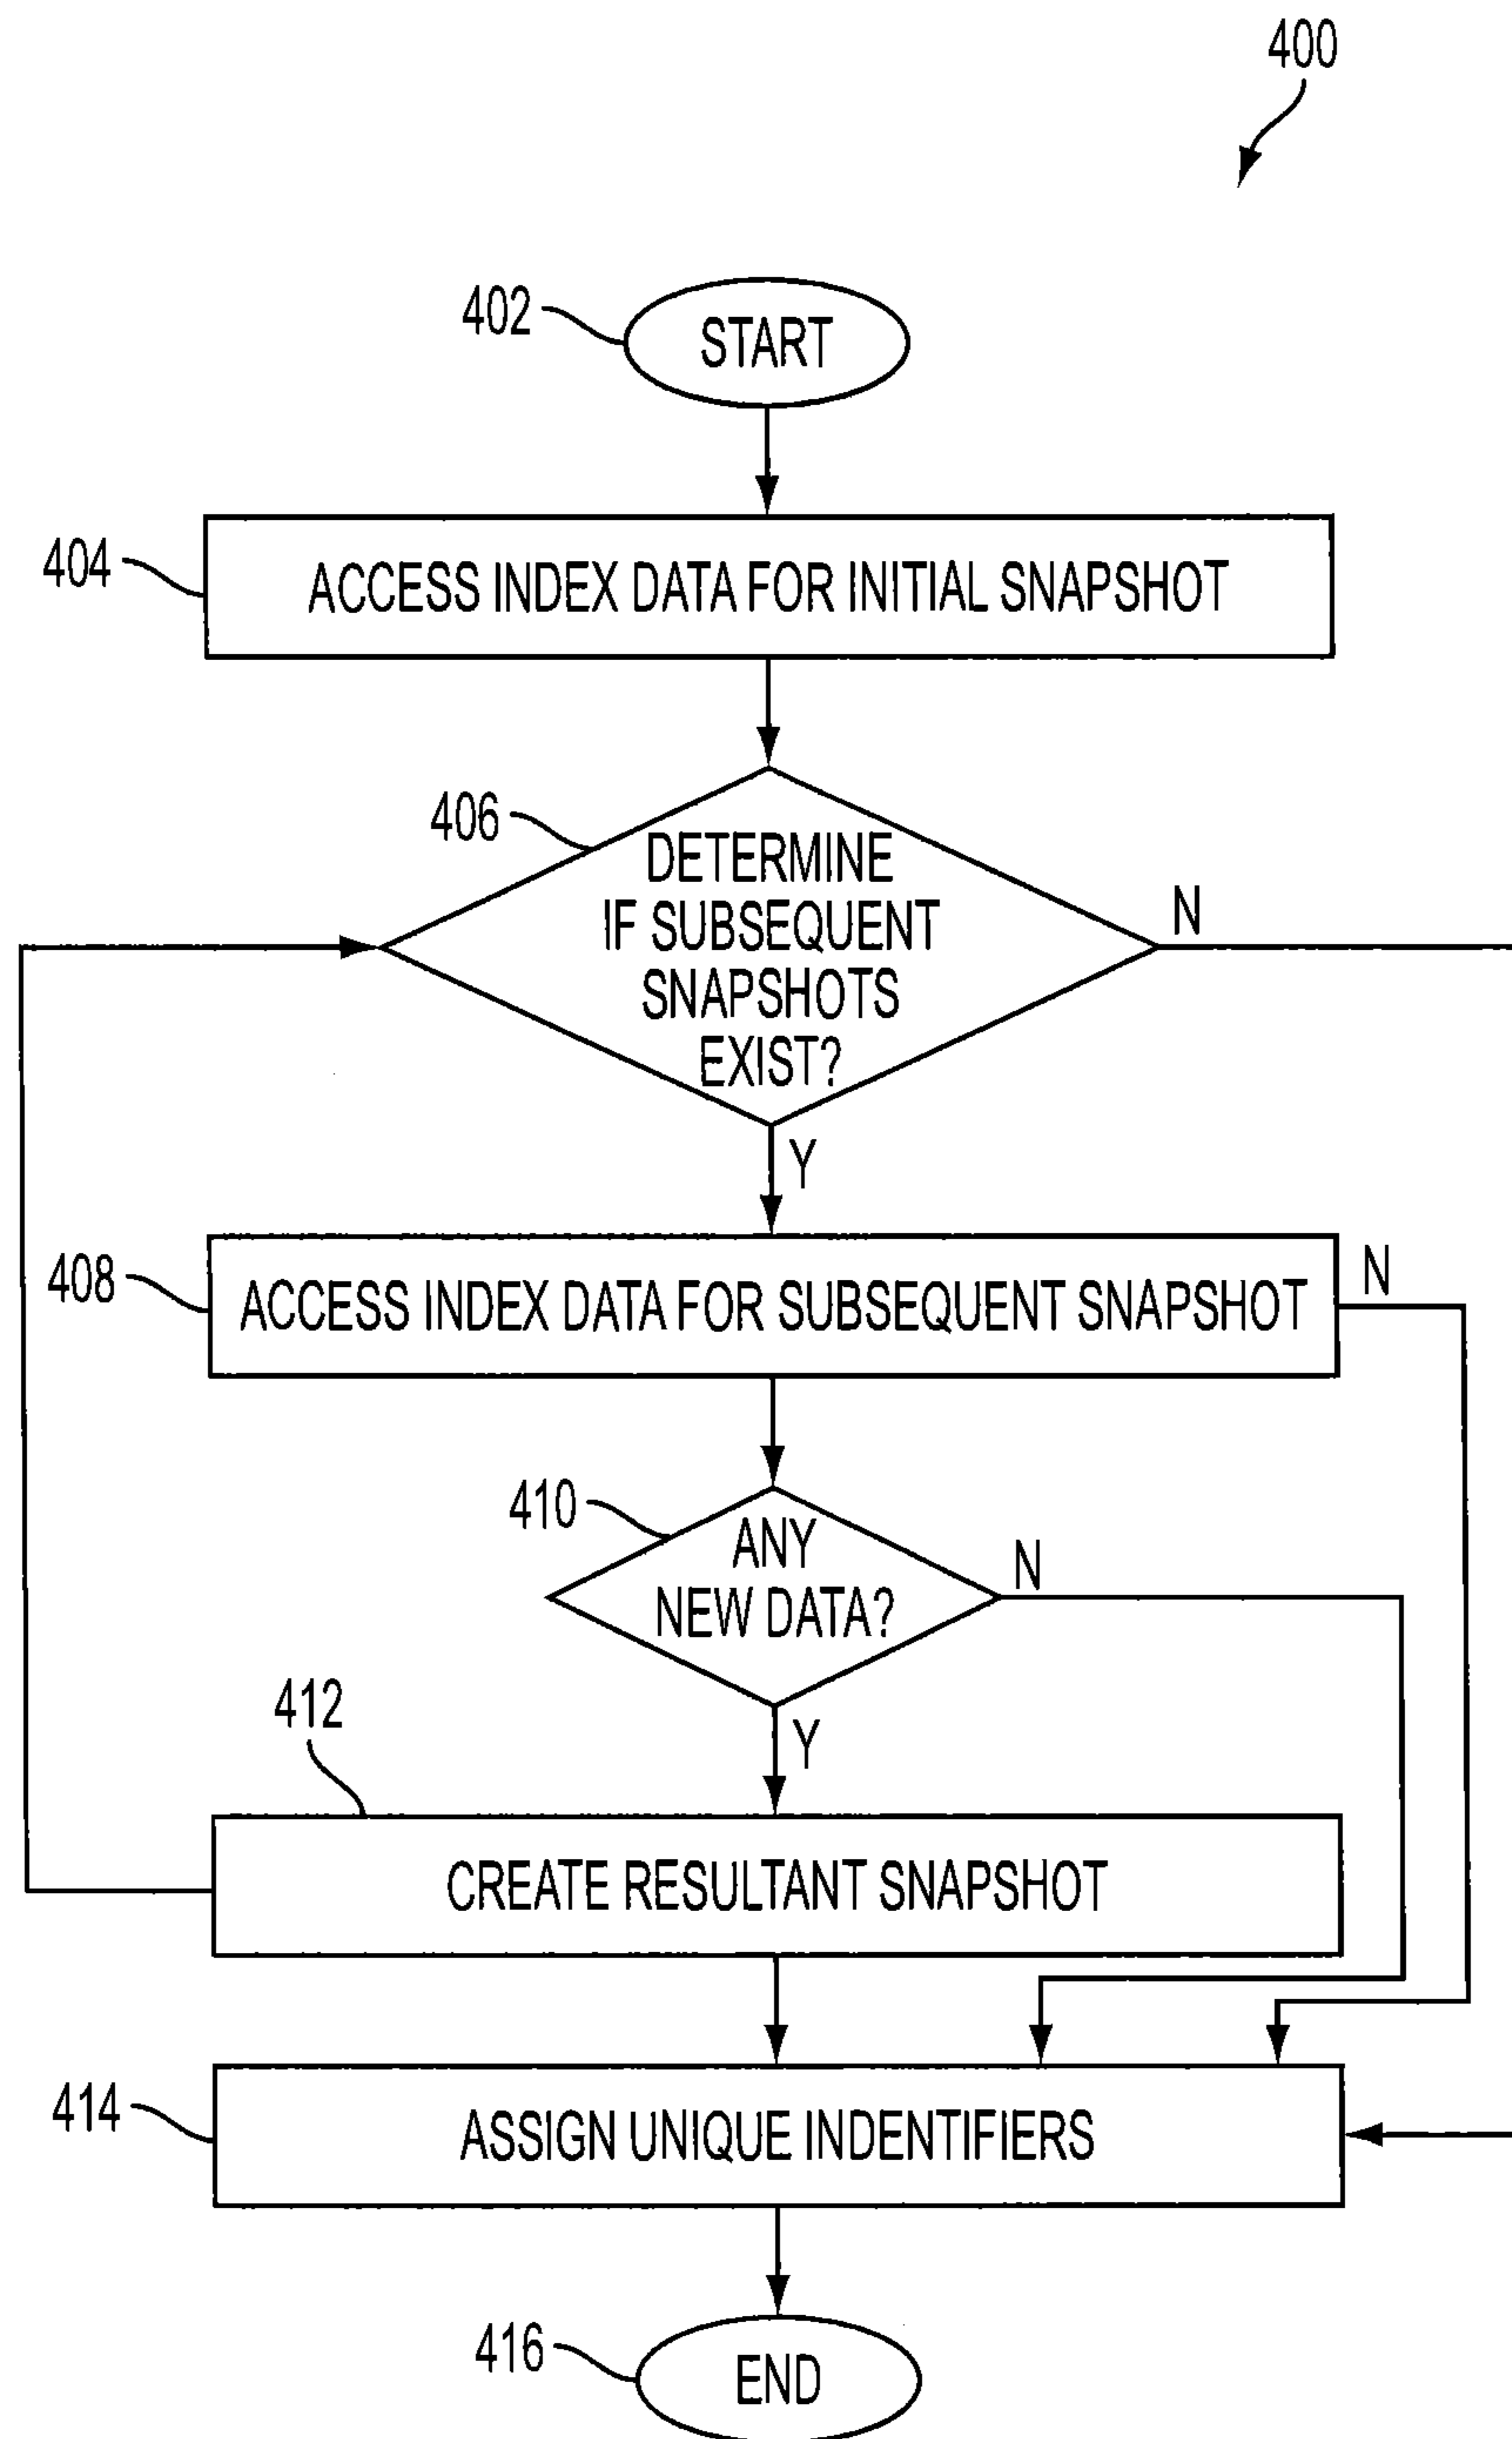 400
402
START
404
ACCESS INDEX DATA FOR INITIAL SNAPSHOT
406
DETERMINE
IF SUBSEQUENT
SNAPSHOTS
EXIST?
N
Y
408
ACCESS INDEX DATA FOR SUBSEQUENT SNAPSHOT
N
410
ANY
NEW DATA?
N
Y
412
CREATE RESULTANT SNAPSHOT
414
ASSIGN UNIQUE INDENTIFIERS
416
END